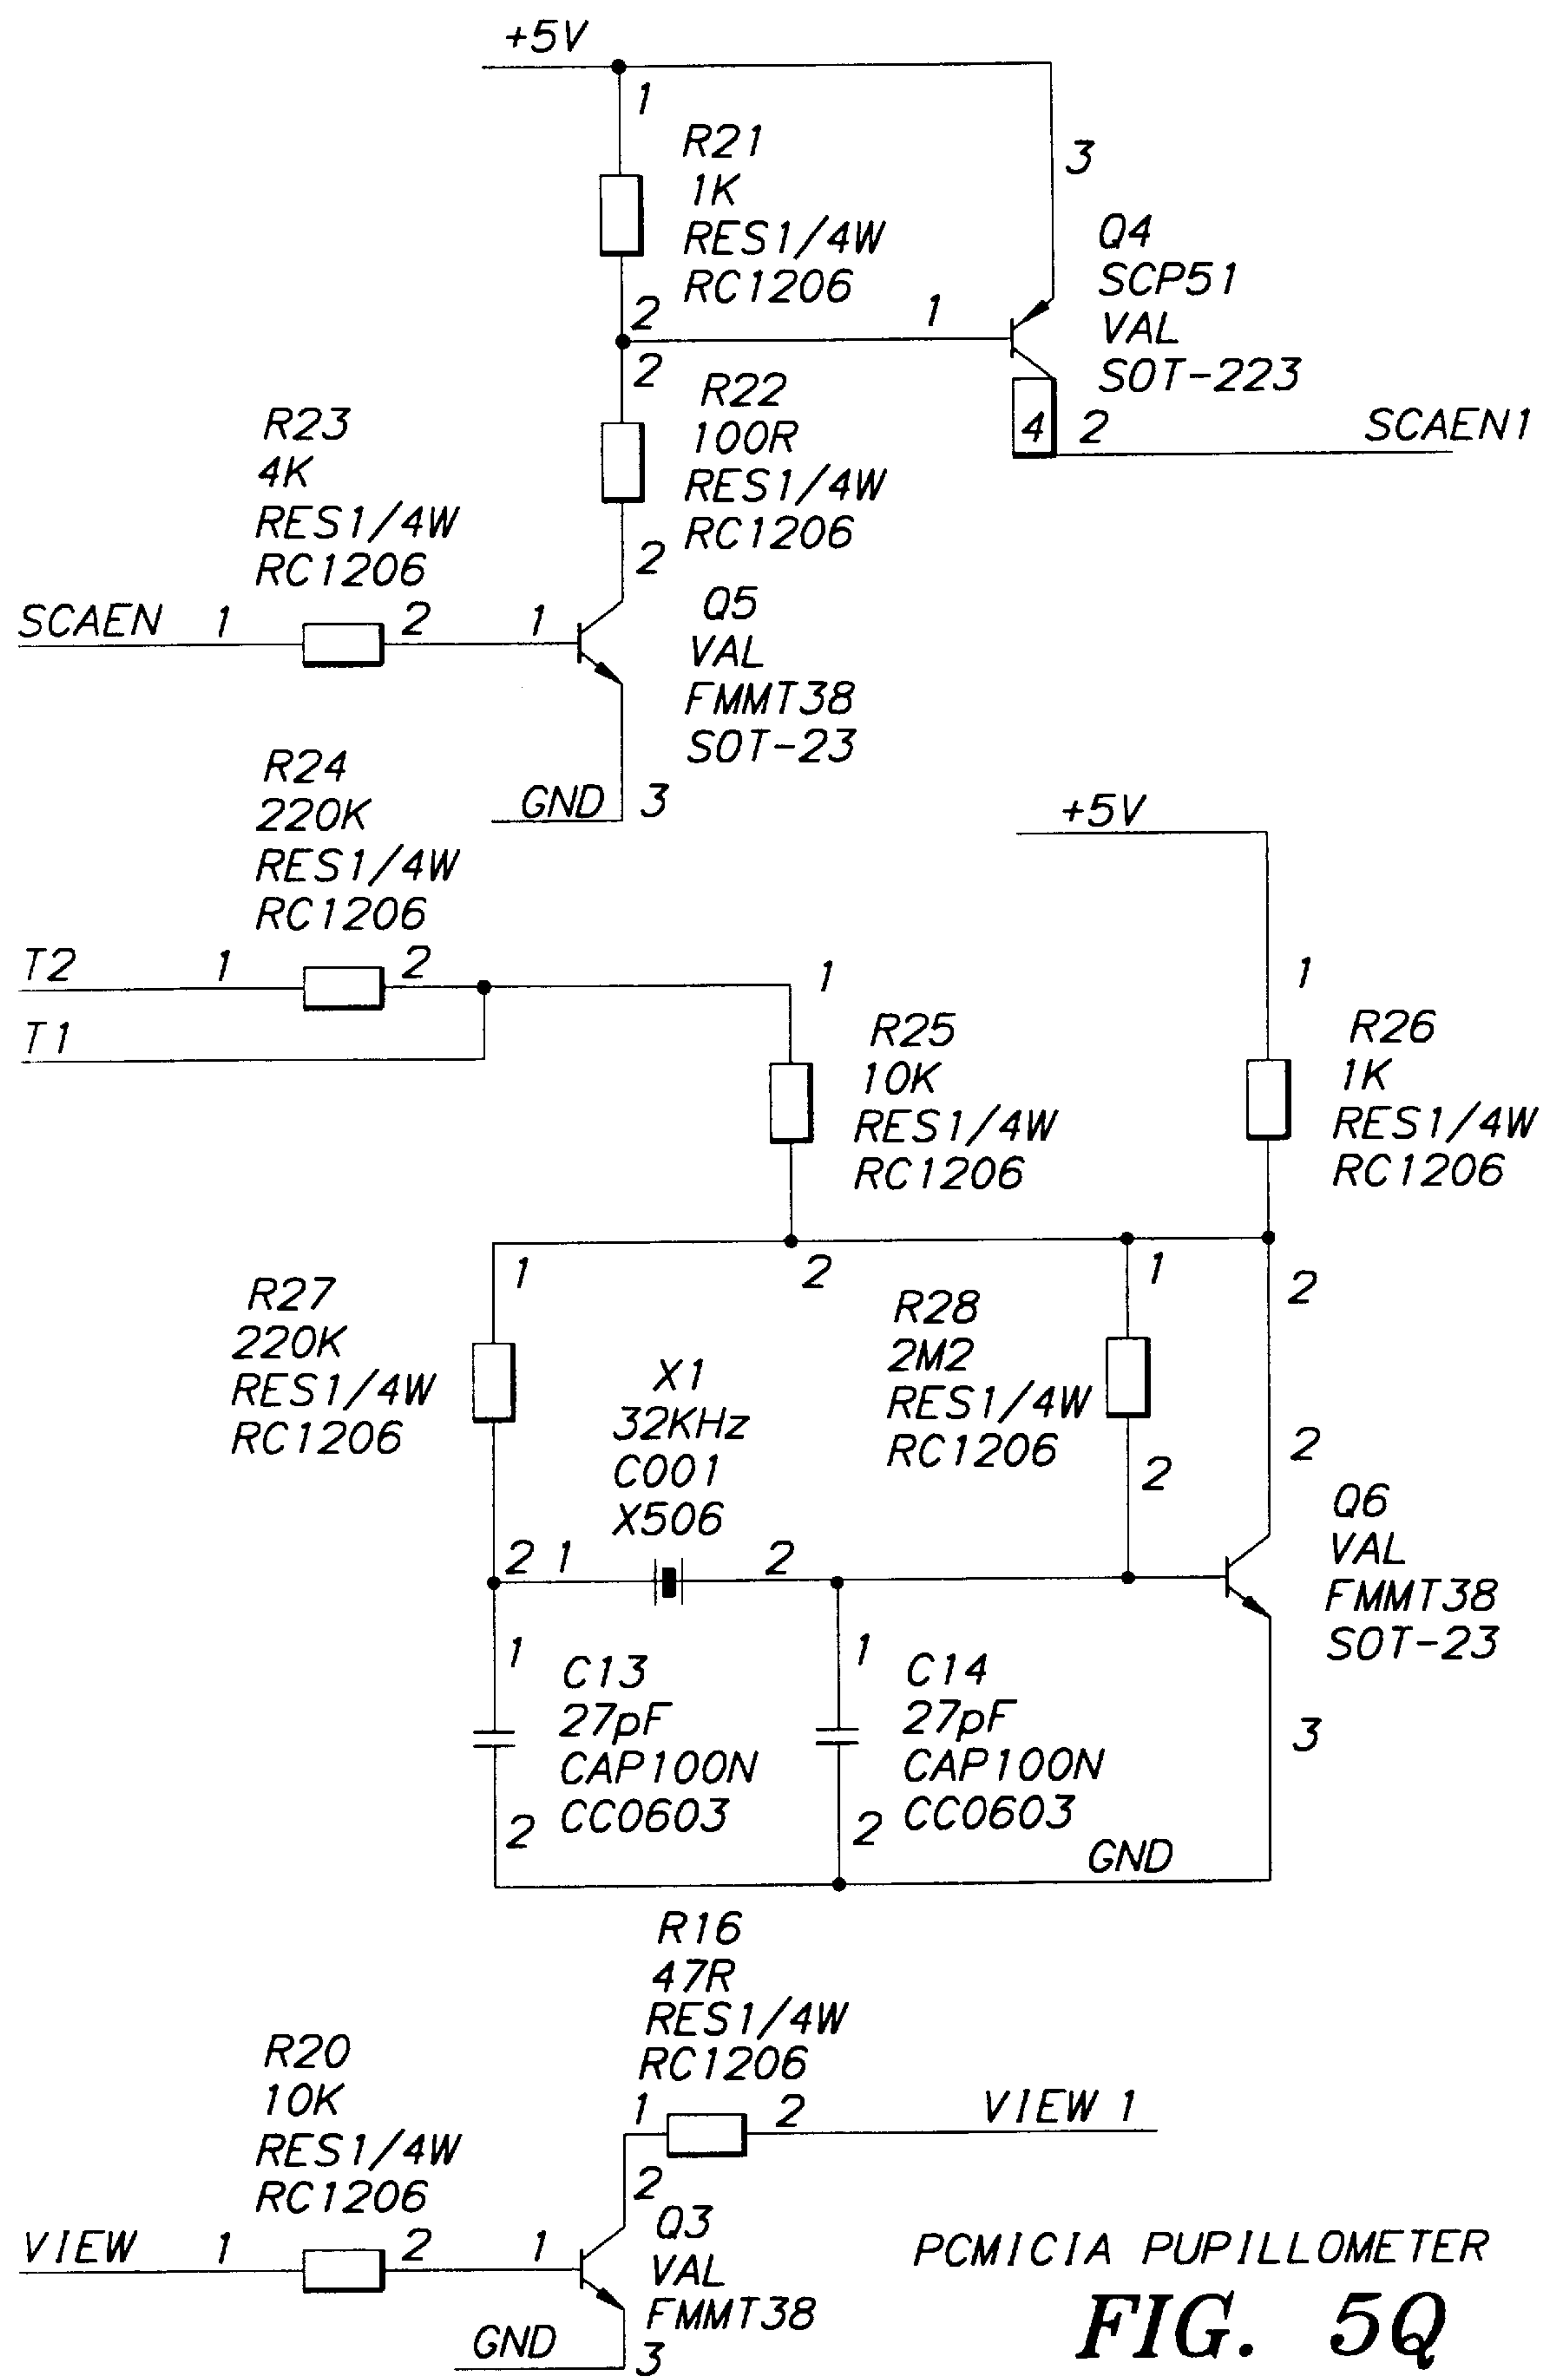 +5V
1
R21
1K
RES1/4W
RC1206
3
Q4
SCP51
VAL
SOT-223
2
1
2
R22
100R
RES1/4W
RC1206
4
2
SCAEN1
R23
4K
RES1/4W
RC1206
2
SCAEN
1
2
1
Q5
VAL
FMMT38
SOT-23
GND
3
R24
220K
RES1/4W
RC1206
+5V
T2
1
2
1
1
T1
R25
10K
RES1/4W
RC1206
R26
1K
RES1/4W
RC1206
1
2
1
2
R27
220K
RES1/4W
RC1206
X1
32KHz
C001
X506
R28
2M2
RES1/4W
RC1206
2
2
Q6
VAL
FMMT38
SOT-23
2
1
2
1
C13
27pF
CAP100N
CC0603
2
1
C14
27pF
CAP100N
CC0603
2
3
GND
R16
47R
RES1/4W
RC1206
R20
10K
RES1/4W
RC1206
1
2
VIEW 1
2
VIEW
1
2
1
Q3
VAL
FMMT38
GND
3
PCMICIA PUPILLOMETER
FIG. 5Q